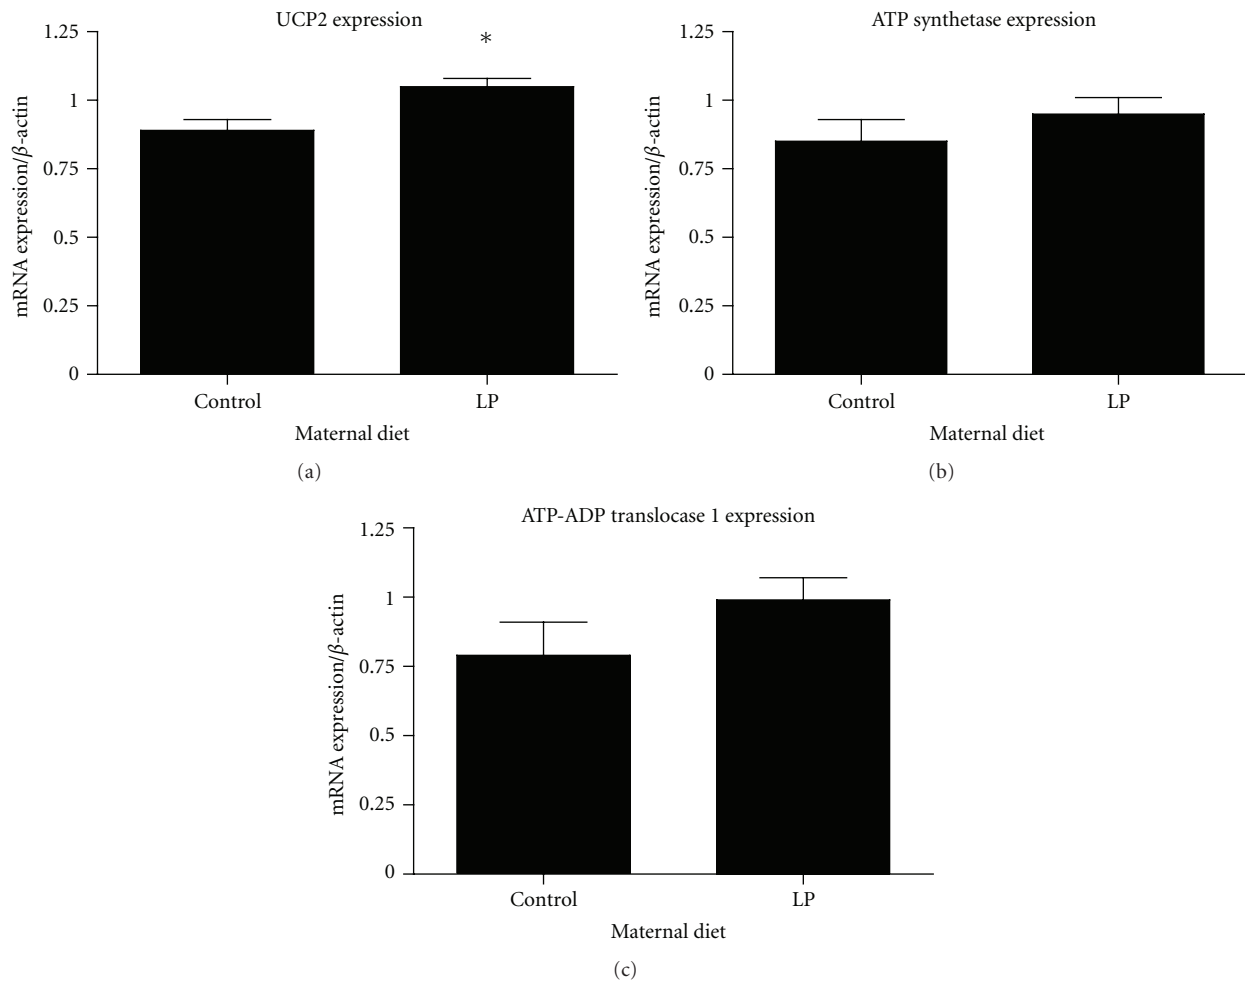 UCP2 expression
1.25
1
0.75
0.5
0.25
0
mRNA expression/β-actin
*
Control
LP
Maternal diet
(a)
ATP synthetase expression
1.25
1
0.75
0.5
0.25
0
mRNA expression/β-actin
Control
LP
Maternal diet
(b)
ATP-ADP translocase 1 expression
1.25
1
0.75
0.5
0.25
0
mRNA expression/β-actin
Control
LP
Maternal diet
(c)